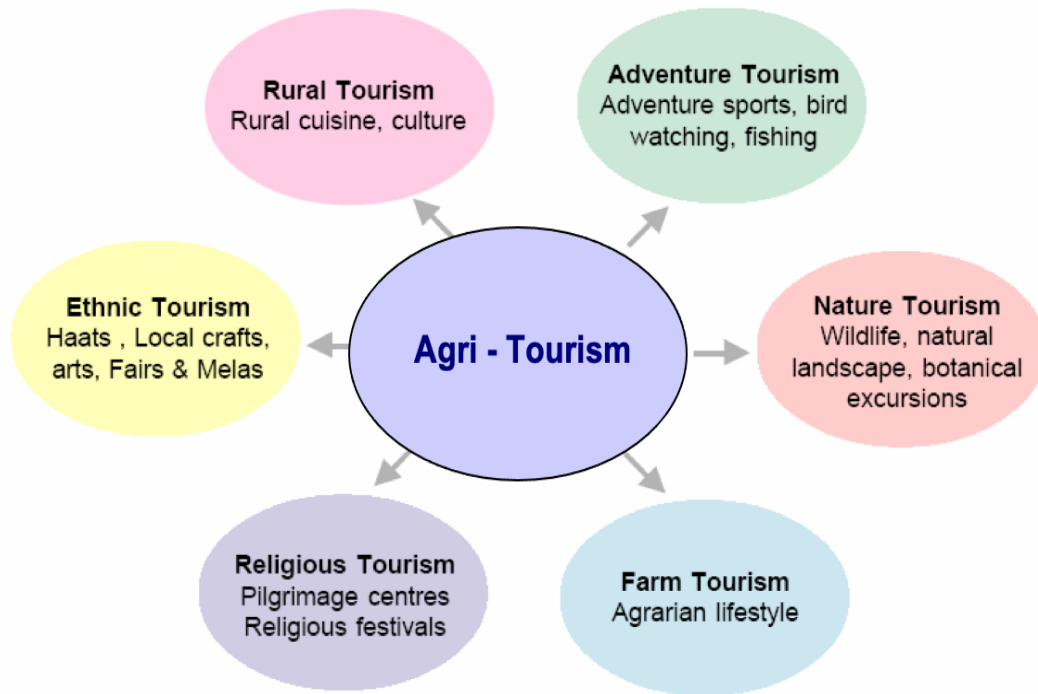 Rural Tourism
Rural cuisine, culture
Adventure Tourism
Adventure sports, bird
watching, fishing
Ethnic Tourism
Haats , Local crafts,
arts, Fairs & Melas
Agri - Tourism
Nature Tourism
Wildlife, natural
landscape, botanical
excursions
Religious Tourism
Pilgrimage centres
Religious festivals
Farm Tourism
Agrarian lifestyle